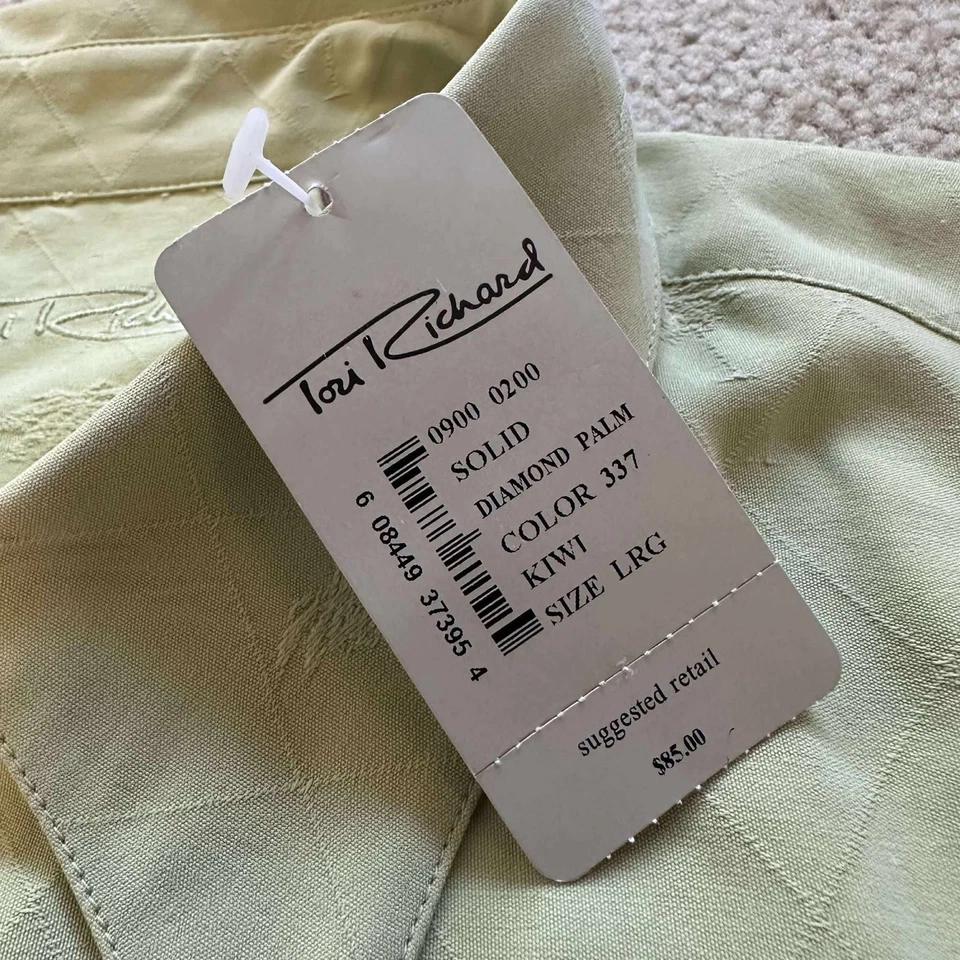 Tori Richard
0900 0200
SOLID
DIAMOND PALM
COLOR 337
KIWI
SIZE LRG
6 08449 37395 4
suggested retail
$85.00